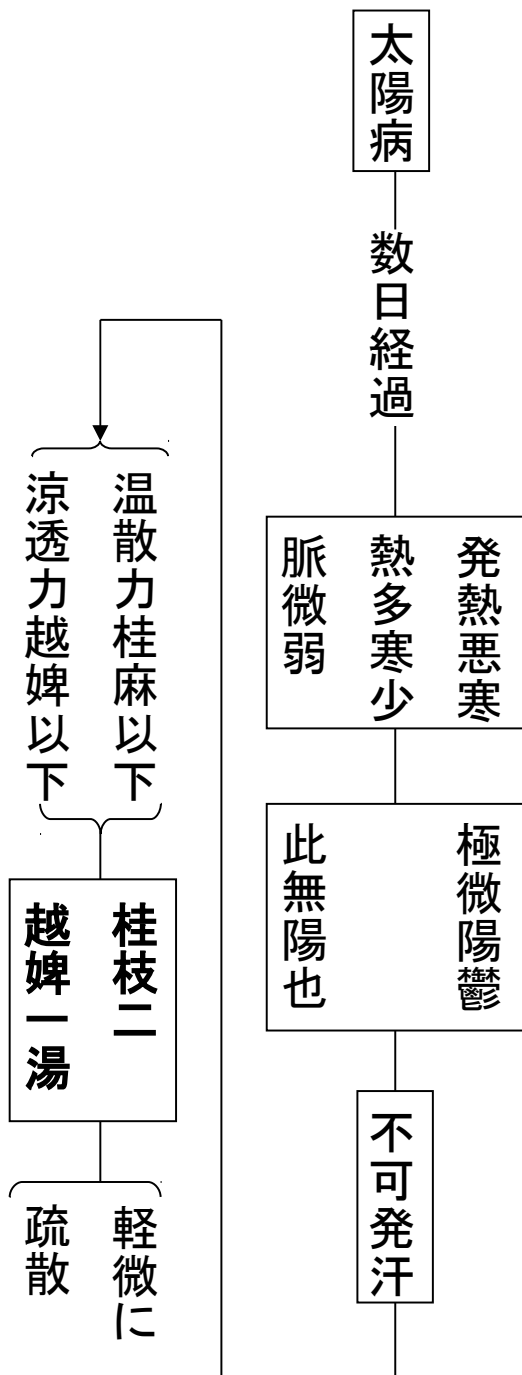 太陽病
数日経過
発熱悪寒
熱多寒少
脈微弱
極微陽鬱
此無陽也
不可発汗
温散力桂麻以下
涼透力越婢以下
桂枝二
越婢一湯
軽微に
疏散